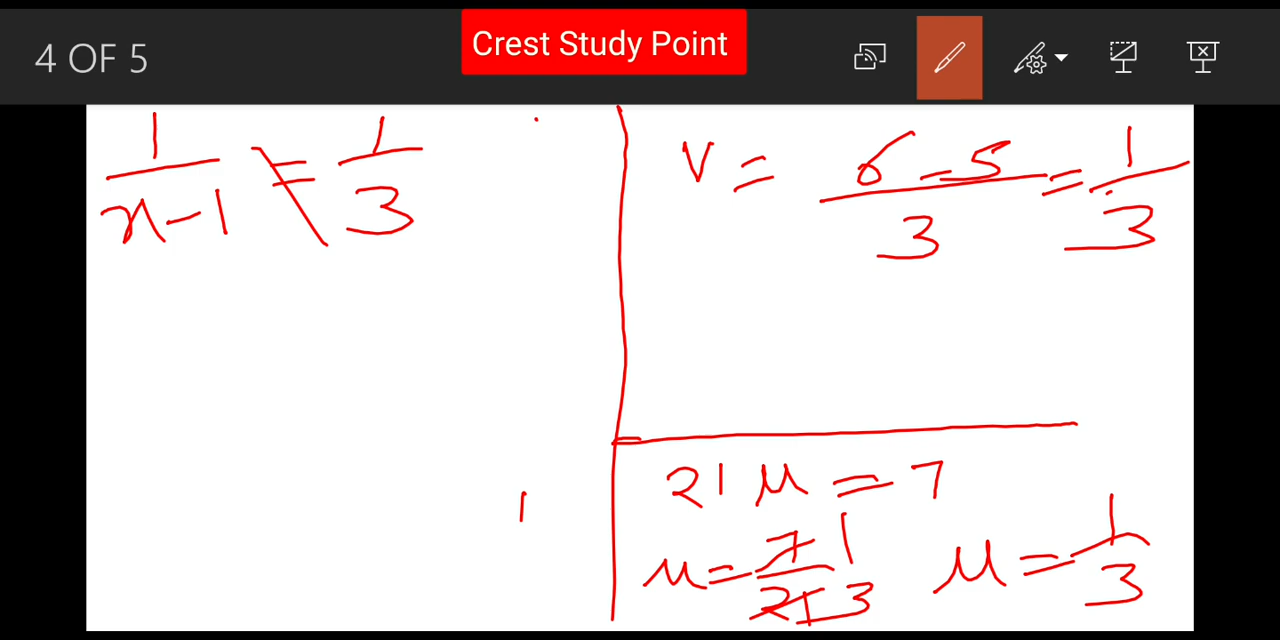 4 OF 5
Crest Study Point
1/(x-1) = 1/3
V = (6-5)/3 = 1/3
21 μ = 7
μ = 7/21 1/3
μ = 1/3